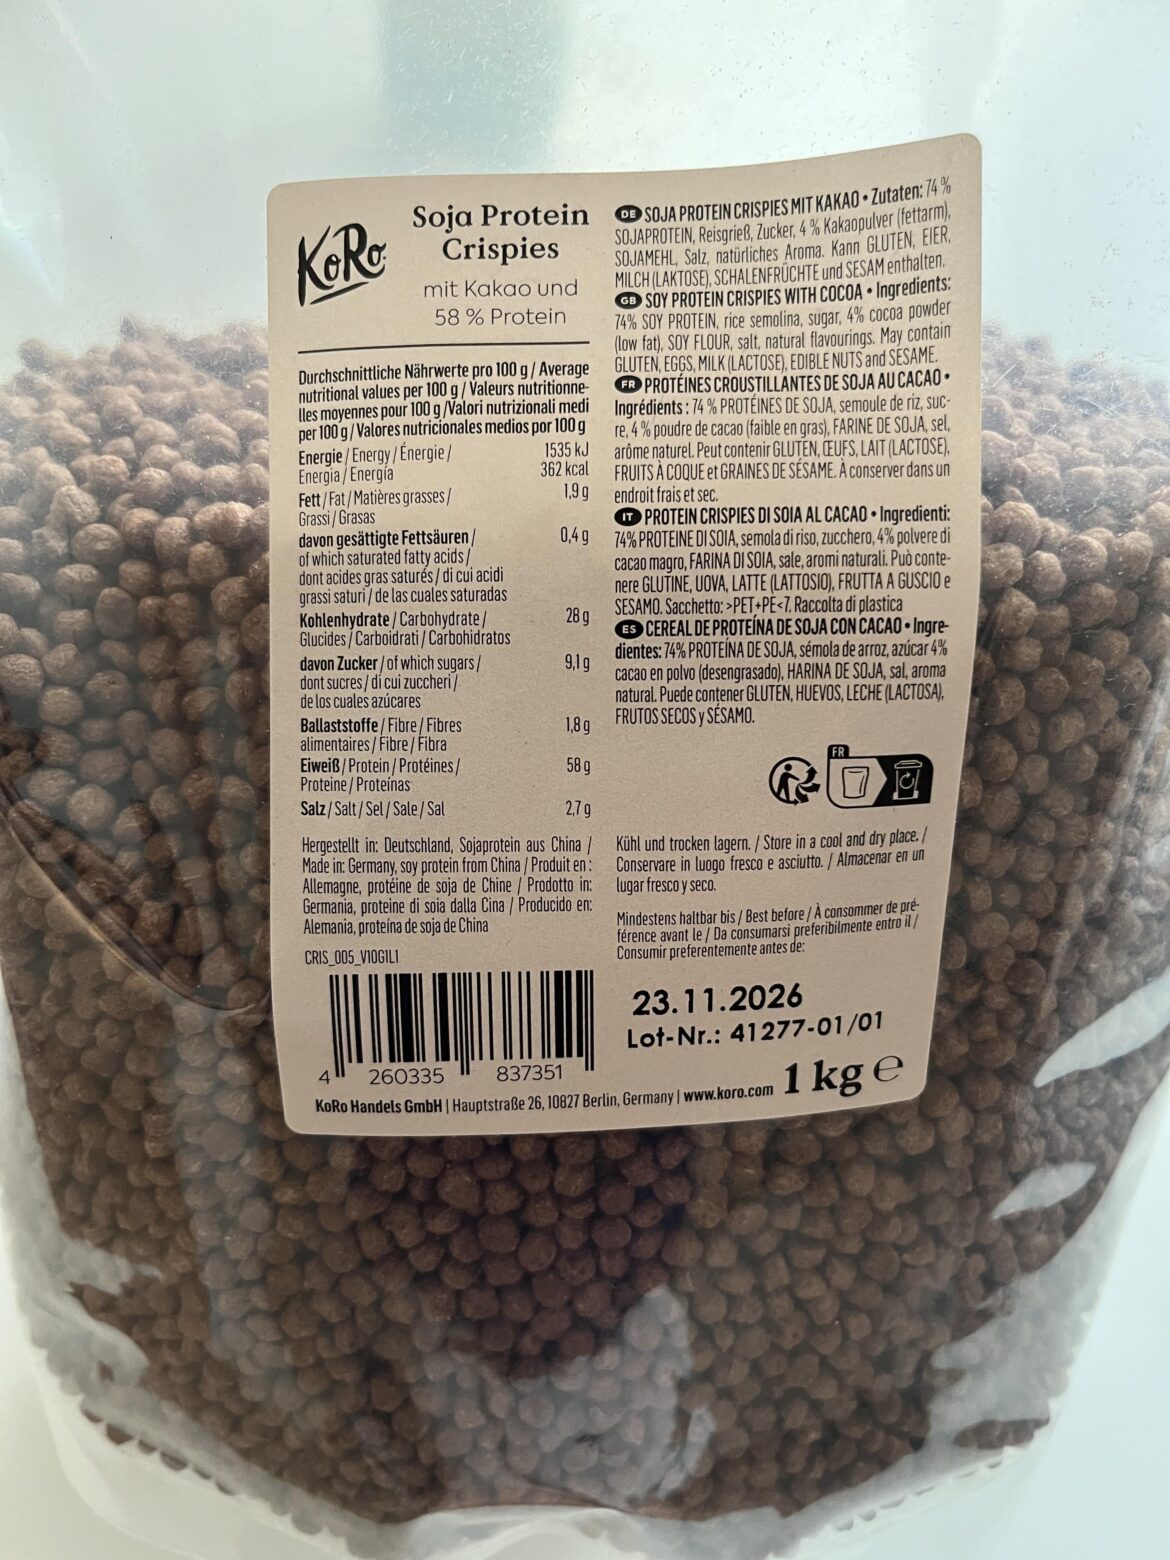 KoRo
Soja Protein
Crispies
mit Kakao und
58 % Protein
Durchschnittliche Nährwerte pro 100 g / Average
nutritional values per 100 g / Valeurs nutritionne-
lles moyennes pour 100 g /Valori nutrizionali medi
per 100 g / Valores nutricionales medios por 100 g
Energie / Energy / Énergie / 1535 kJ
Energia / Energía 362 kcal
Fett / Fat / Matières grasses / 1,9 g
Grassi / Grasas
davon gesättigte Fettsäuren / 0,4 g
of which saturated fatty acids /
dont acides gras saturés / di cui acidi
grassi saturi / de las cuales saturadas
Kohlenhydrate / Carbohydrate / 28 g
Glucides / Carboidrati / Carbohidratos
davon Zucker / of which sugars / 9,1 g
dont sucres / di cui zuccheri /
de los cuales azúcares
Ballaststoffe / Fibre / Fibres 1,8 g
alimentaires / Fibre / Fibra
Eiweiß / Protein / Protéines / 58 g
Proteine / Proteínas
Salz / Salt / Sel / Sale / Sal 2,7 g
Hergestellt in: Deutschland, Sojaprotein aus China /
Made in: Germany, soy protein from China / Produit en :
Allemagne, protéine de soja de Chine / Prodotto in:
Germania, proteine di soia dalla Cina / Producido en:
Alemania, proteína de soja de China
CRIS_005_V10G1L1
4 260335 837351
DE SOJA PROTEIN CRISPIES MIT KAKAO • Zutaten: 74 %
SOJAPROTEIN, Reisgrieß, Zucker, 4 % Kakaopulver (fettarm),
SOJAMEHL, Salz, natürliches Aroma. Kann GLUTEN, EIER,
MILCH (LAKTOSE), SCHALENFRÜCHTE und SESAM enthalten.
GB SOY PROTEIN CRISPIES WITH COCOA • Ingredients:
74% SOY PROTEIN, rice semolina, sugar, 4% cocoa powder
(low fat), SOY FLOUR, salt, natural flavourings. May contain
GLUTEN, EGGS, MILK (LACTOSE), EDIBLE NUTS and SESAME.
FR PROTÉINES CROUSTILLANTES DE SOJA AU CACAO •
Ingrédients : 74 % PROTÉINES DE SOJA, semoule de riz, suc-
re, 4 % poudre de cacao (faible en gras), FARINE DE SOJA, sel,
arôme naturel. Peut contenir GLUTEN, ŒUFS, LAIT (LACTOSE),
FRUITS À COQUE et GRAINES DE SÉSAME. À conserver dans un
endroit frais et sec.
IT PROTEIN CRISPIES DI SOIA AL CACAO • Ingredienti:
74% PROTEINE DI SOIA, semola di riso, zucchero, 4% polvere di
cacao magro, FARINA DI SOIA, sale, aromi naturali. Può conte-
nere GLUTINE, UOVA, LATTE (LATTOSIO), FRUTTA A GUSCIO e
SESAMO. Sacchetto: >PET+PE<7. Raccolta di plastica
ES CEREAL DE PROTEÍNA DE SOJA CON CACAO • Ingre-
dientes: 74% PROTEÍNA DE SOJA, sémola de arroz, azúcar 4%
cacao en polvo (desengrasado), HARINA DE SOJA, sal, aroma
natural. Puede contener GLUTEN, HUEVOS, LECHE (LACTOSA),
FRUTOS SECOS y SÉSAMO.
FR
Kühl und trocken lagern. / Store in a cool and dry place. /
Conservare in luogo fresco e asciutto. / Almacenar en un
lugar fresco y seco.
Mindestens haltbar bis / Best before / À consommer de pré-
férence avant le / Da consumarsi preferibilmente entro il /
Consumir preferentemente antes de:
23.11.2026
Lot-Nr.: 41277-01/01
1 kg e
KoRo Handels GmbH | Hauptstraße 26, 10827 Berlin, Germany | www.koro.com